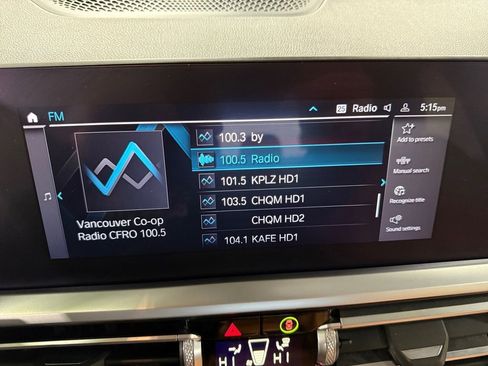 FM
25 Radio 5:15pm
100.3 by
100.5 Radio
101.5 KPLZ HD1
103.5 CHQM HD1
CHQM HD2
104.1 KAFE HD1
Vancouver Co-op
Radio CFRO 100.5
Add to presets
Manual search
Recognize title
Sound settings
HI HI